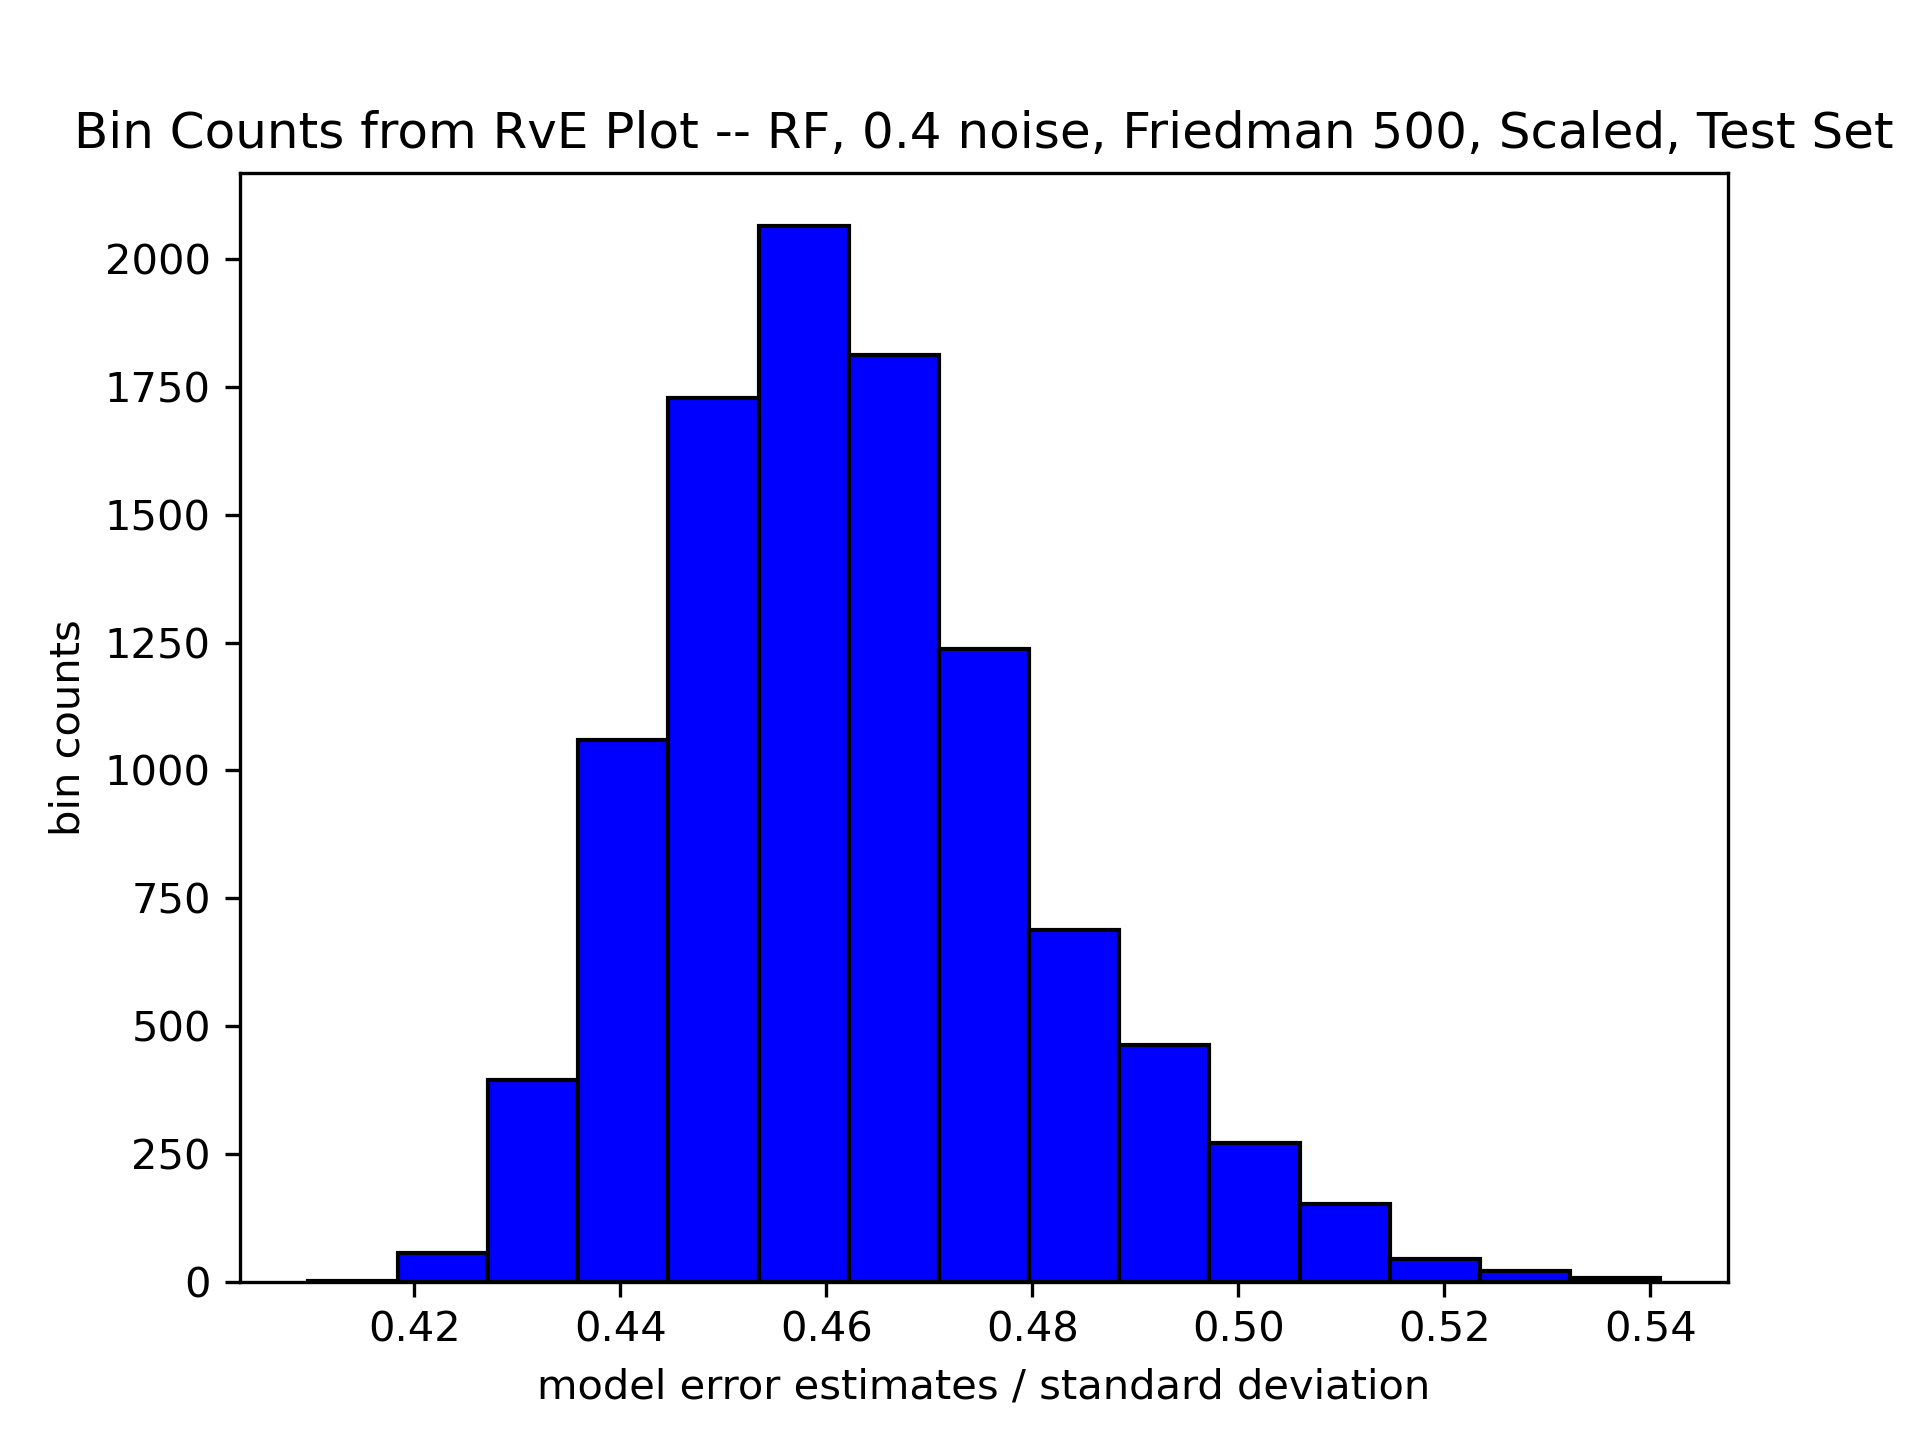 Bin Counts from RvE Plot -- RF, 0.4 noise, Friedman 500, Scaled, Test Set
2000
1750
1500
1250
1000
750
500
250
0
bin counts
0.42 0.44 0.46 0.48 0.50 0.52 0.54
model error estimates / standard deviation